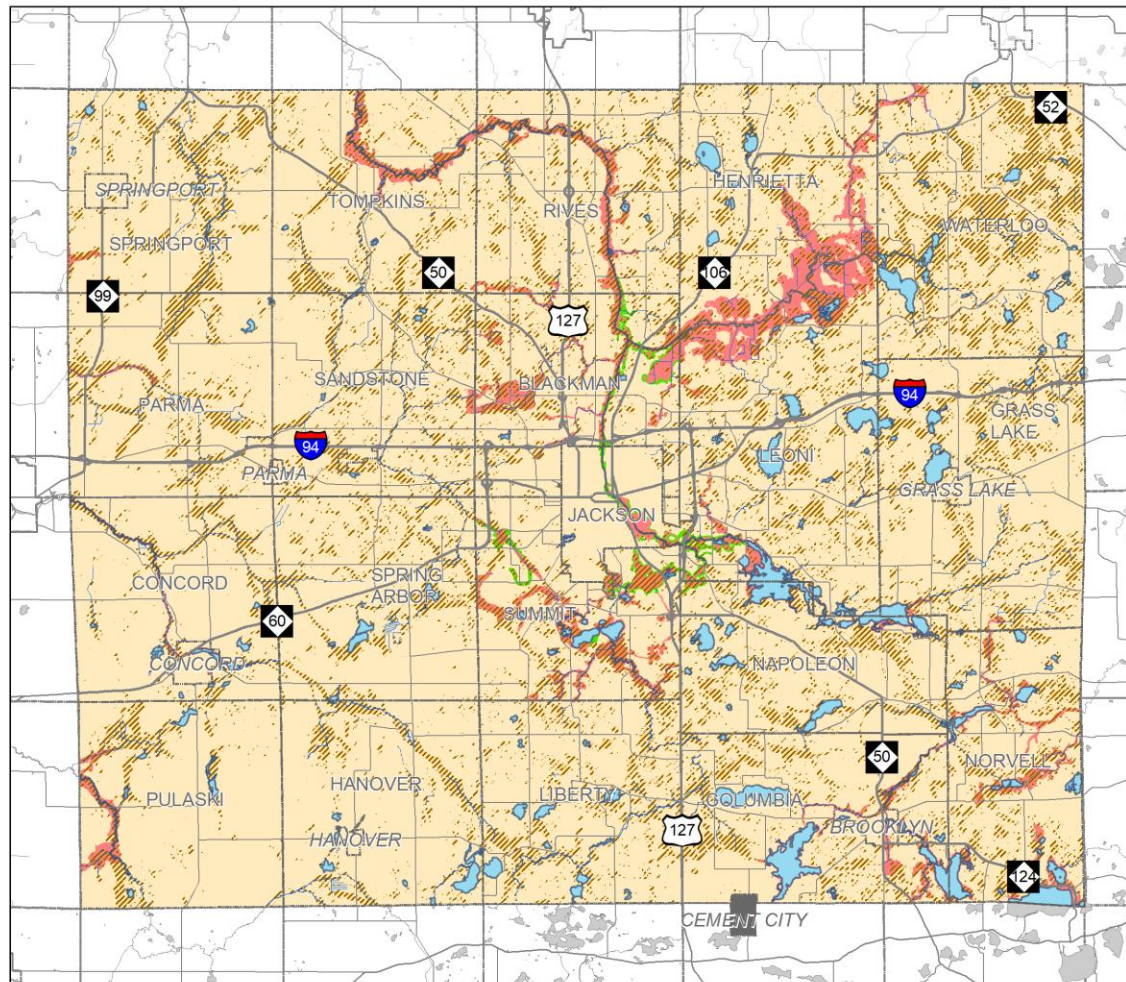 52
SPRINGPORT
HENRIETTA
TOMPKINS
RIVES
WATERLOO
SPRINGPORT
50
106
99
127
SANDSTONE
BLACKMAN
94
PARMA
GRASS
LAKE
94
LEONI
PARMA
GRASS LAKE
JACKSON
CONCORD
SPRING
ARBOR
SUMMIT
60
CONCORD
NAPOLEON
50
NORVELL
HANOVER
PULASKI
LIBERTY
COLUMBIA
127
BROOKLYN
HANOVER
124
CEMENT CITY